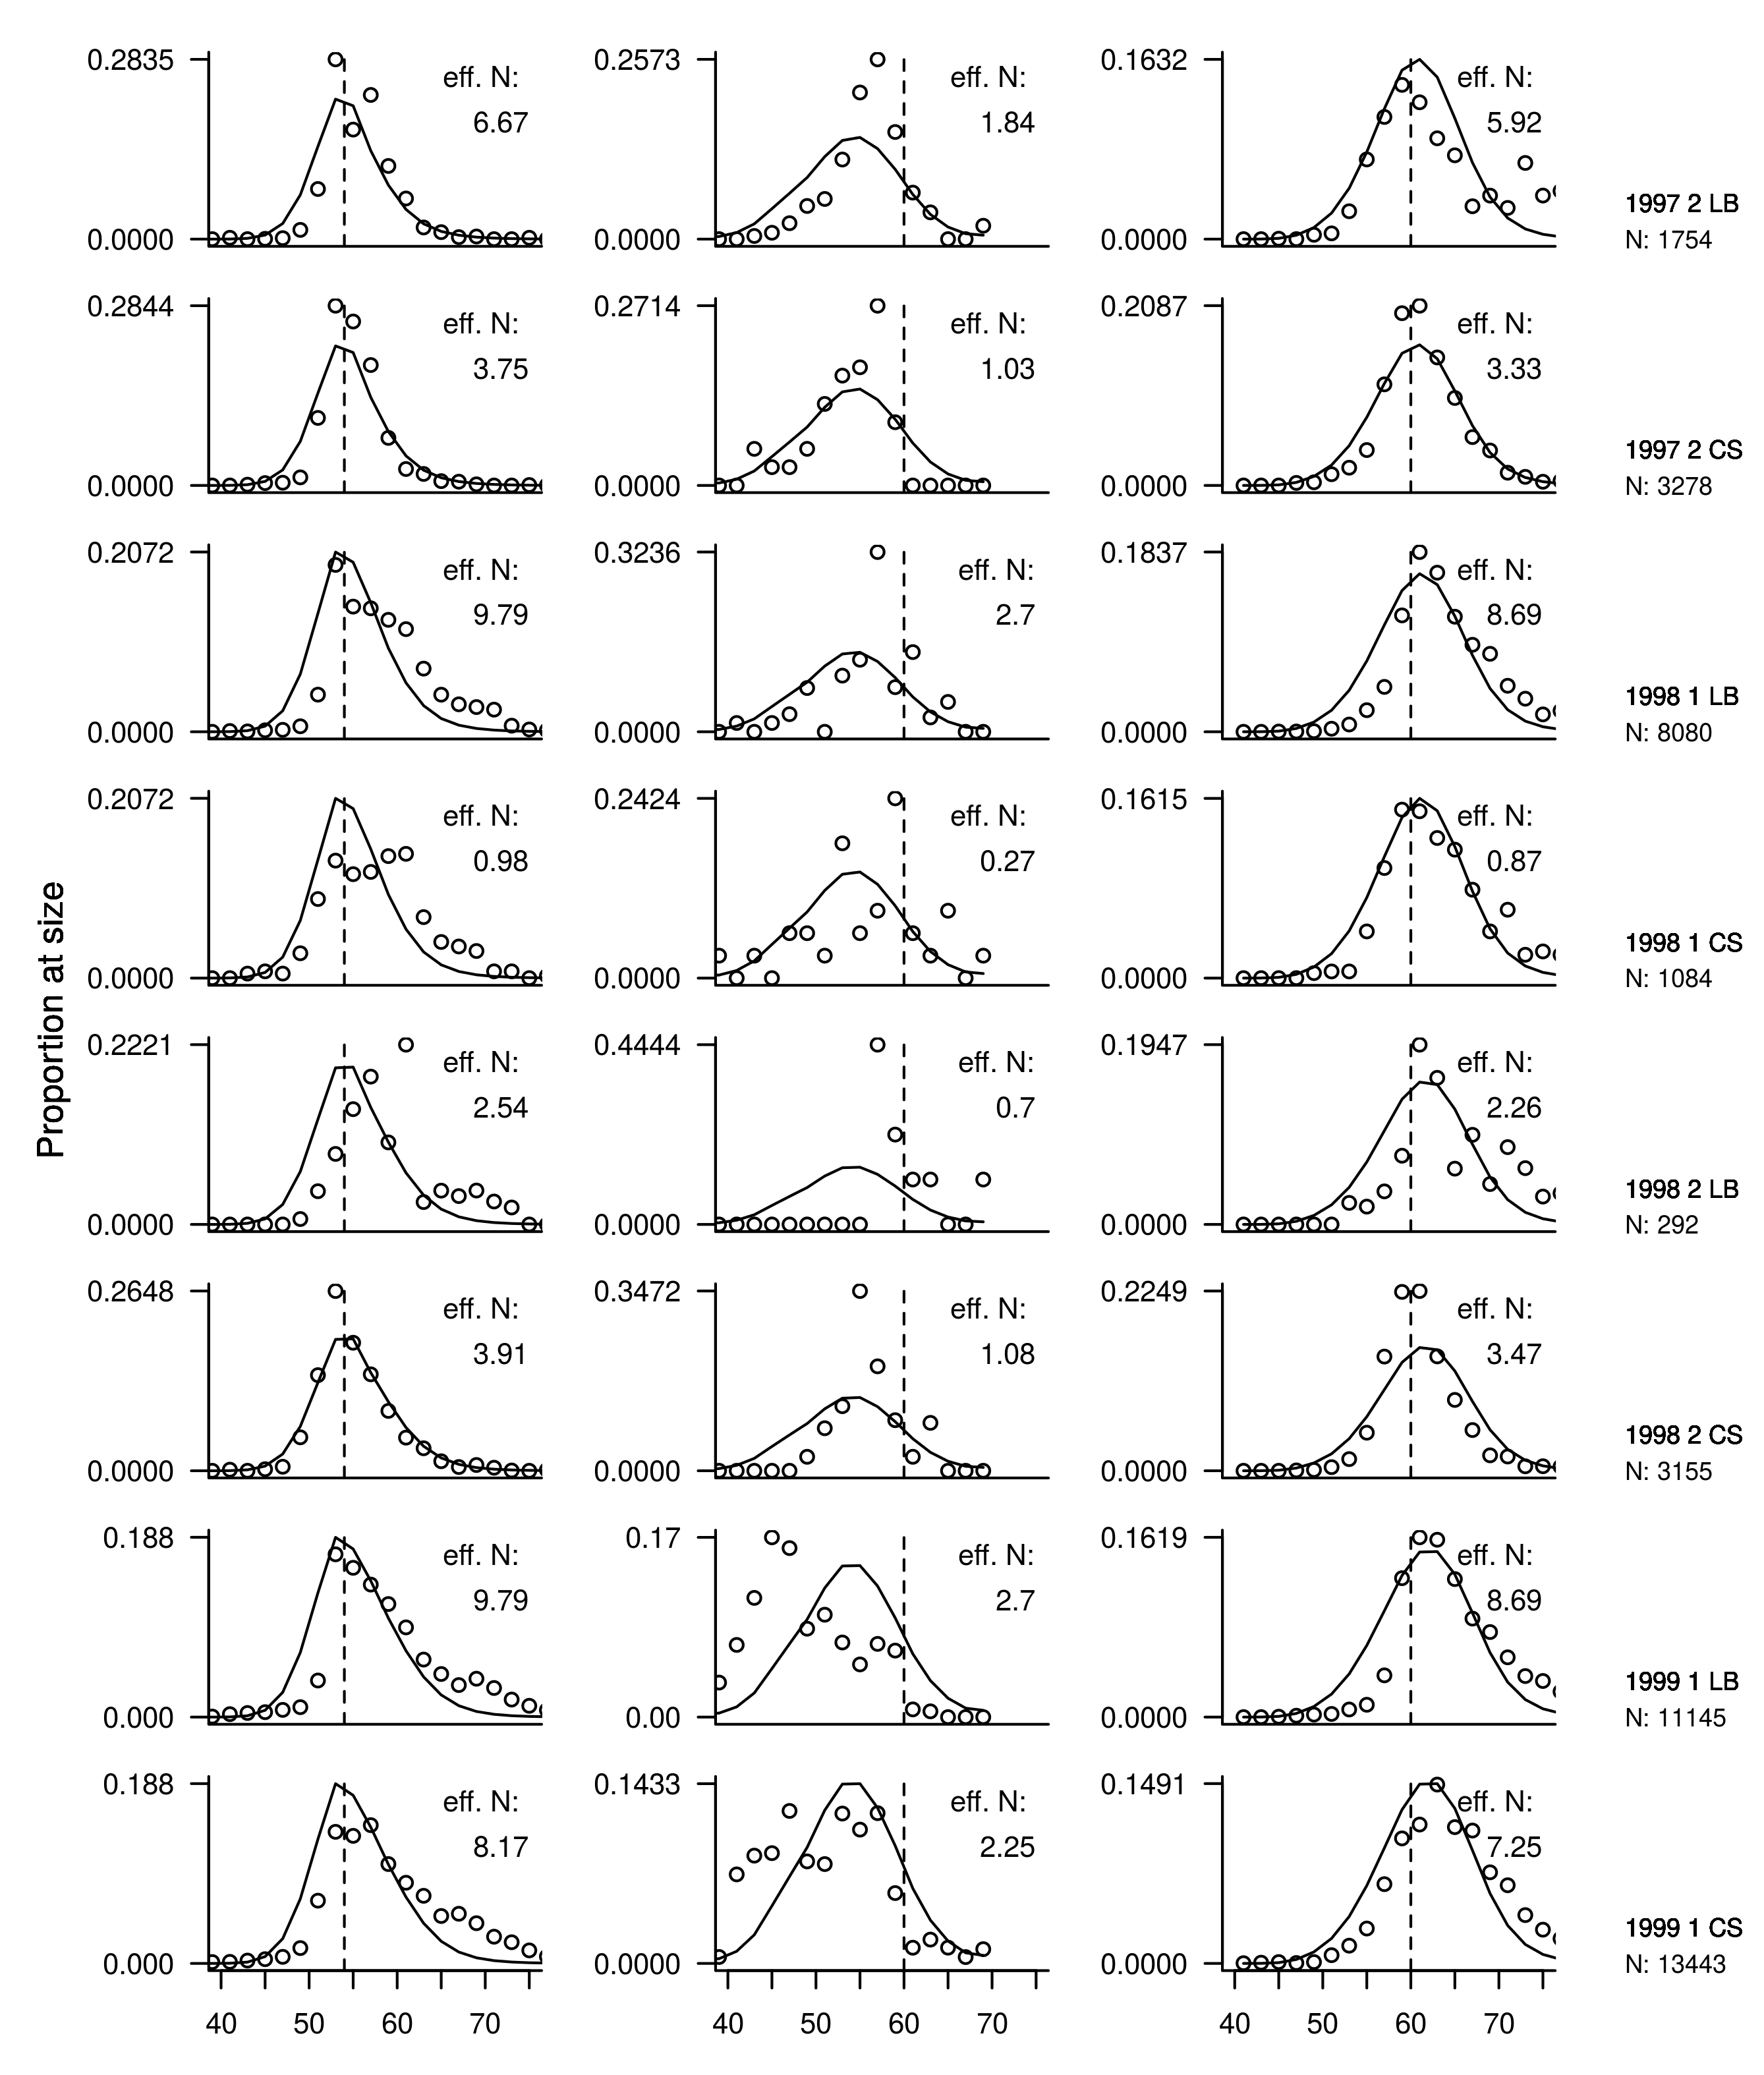 Proportion at size
0.2835
0.0000
eff. N:
6.67
0.2573
0.0000
eff. N:
1.84
0.1632
0.0000
eff. N:
5.92
1997 2 LB
N: 1754
0.2844
0.0000
eff. N:
3.75
0.2714
0.0000
eff. N:
1.03
0.2087
0.0000
eff. N:
3.33
1997 2 CS
N: 3278
0.2072
0.0000
eff. N:
9.79
0.3236
0.0000
eff. N:
2.7
0.1837
0.0000
eff. N:
8.69
1998 1 LB
N: 8080
0.2072
0.0000
eff. N:
0.98
0.2424
0.0000
eff. N:
0.27
0.1615
0.0000
eff. N:
0.87
1998 1 CS
N: 1084
0.2221
0.0000
eff. N:
2.54
0.4444
0.0000
eff. N:
0.7
0.1947
0.0000
eff. N:
2.26
1998 2 LB
N: 292
0.2648
0.0000
eff. N:
3.91
0.3472
0.0000
eff. N:
1.08
0.2249
0.0000
eff. N:
3.47
1998 2 CS
N: 3155
0.188
0.000
eff. N:
9.79
0.17
0.00
eff. N:
2.7
0.1619
0.0000
eff. N:
8.69
1999 1 LB
N: 11145
0.188
0.000
eff. N:
8.17
0.1433
0.0000
eff. N:
2.25
0.1491
0.0000
eff. N:
7.25
1999 1 CS
N: 13443
40 50 60 70
40 50 60 70
40 50 60 70